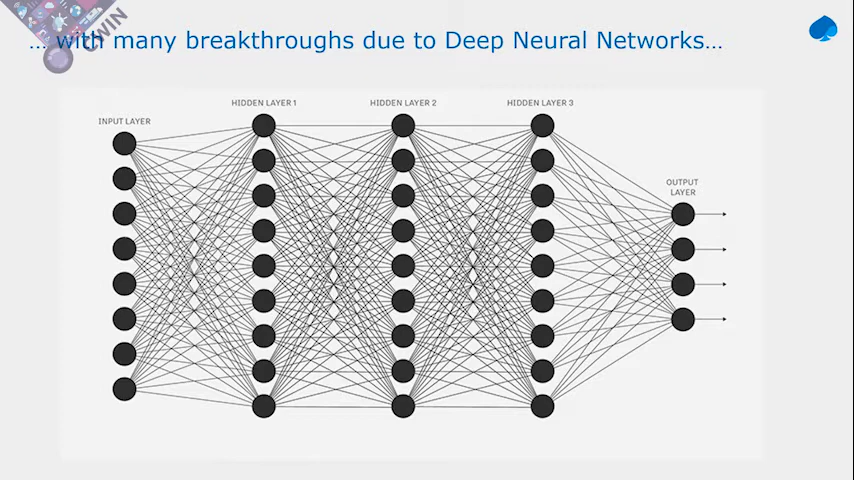 … with many breakthroughs due to Deep Neural Networks…
CWIN
INPUT LAYER
HIDDEN LAYER 1
HIDDEN LAYER 2
HIDDEN LAYER 3
OUTPUT
LAYER